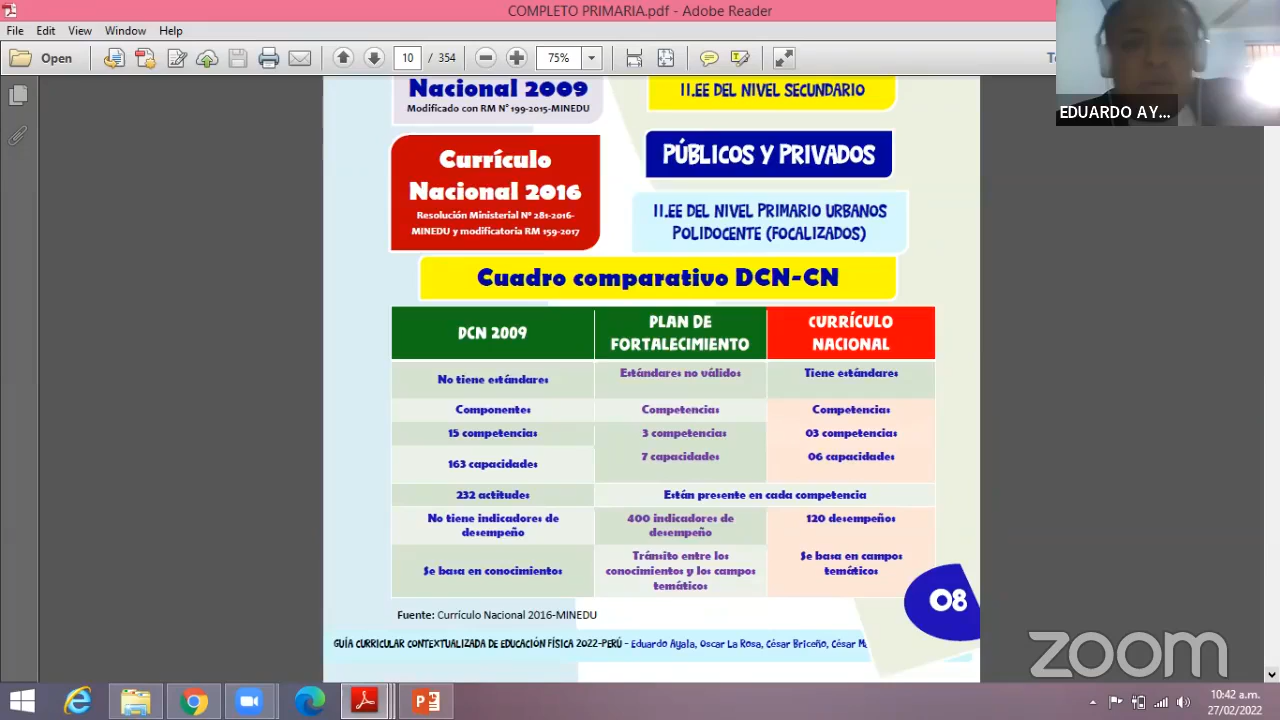 COMPLETO PRIMARIA.pdf - Adobe Reader
File Edit View Window Help
Open 10 / 354 75%
EDUARDO AY...
Nacional 2009
Modificado con RM N° 199-2015-MINEDU
II.EE DEL NIVEL SECUNDARIO
Currículo
Nacional 2016
Resolución Ministerial Nº 281-2016-
MINEDU y modificatoria RM 159-2017
PÚBLICOS Y PRIVADOS
II.EE DEL NIVEL PRIMARIO URBANOS
POLIDOCENTE (FOCALIZADOS)
Cuadro comparativo DCN-CN
DCN 2009
PLAN DE
FORTALECIMIENTO
CURRÍCULO
NACIONAL
No tiene estándares
Estándares no válidos
Tiene estándares
Componentes
Competencias
Competencias
15 competencias
3 competencias
03 competencias
163 capacidades
7 capacidades
06 capacidades
232 actitudes
Están presente en cada competencia
No tiene indicadores de
desempeño
400 indicadores de
desempeño
120 desempeños
Se basa en conocimientos
Tránsito entre los
conocimientos y los campos
temáticos
Se basa en campos
temáticos
08
Fuente: Currículo Nacional 2016-MINEDU
GUÍA CURRICULAR CONTEXTUALIZADA DE EDUCACIÓN FÍSICA 2022-PERÚ - Eduardo Ayala, Oscar La Rosa, César Briceño, César M
zoom
10:42 a.m.
27/02/2022